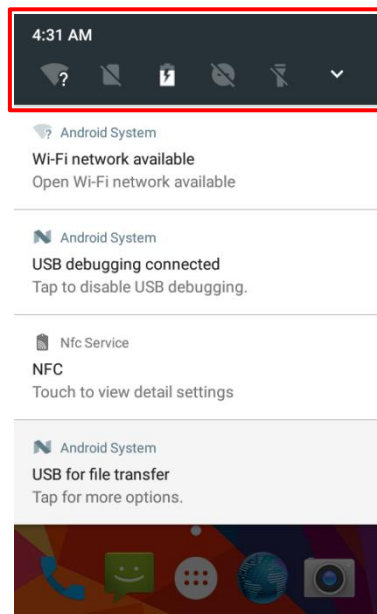 4:31 AM
?
? Android System
Wi-Fi network available
Open Wi-Fi network available
Android System
USB debugging connected
Tap to disable USB debugging.
Nfc Service
NFC
Touch to view detail settings
Android System
USB for file transfer
Tap for more options.